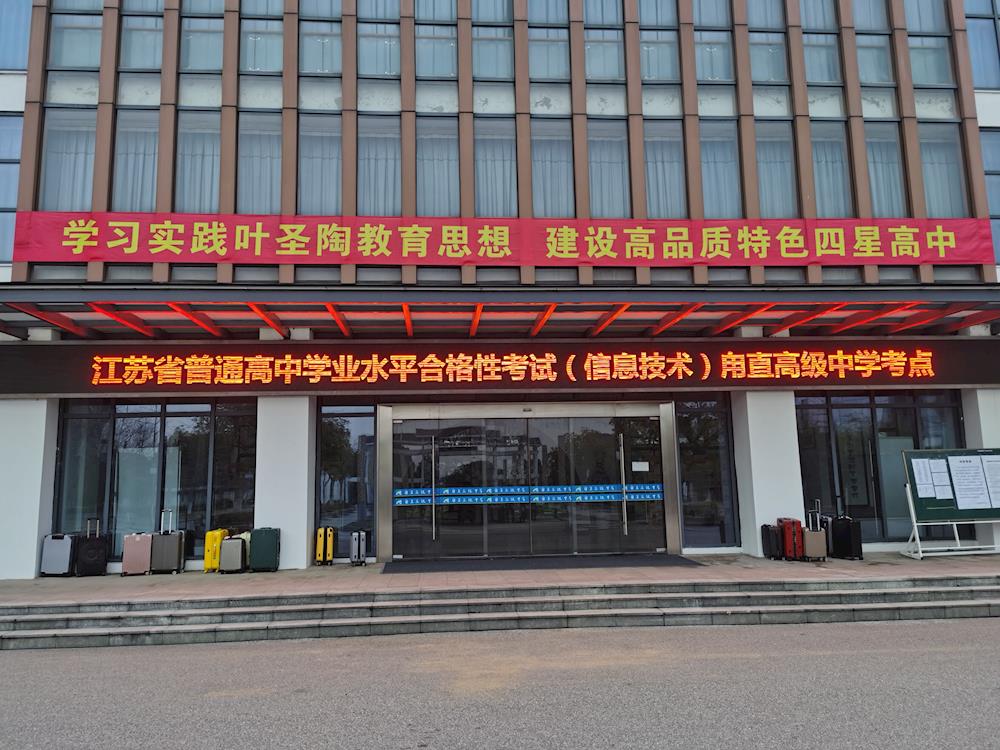 学习实践叶圣陶教育思想 建设高品质特色四星高中
江苏省普通高中学业水平合格性考试（信息技术）甪直高级中学考点